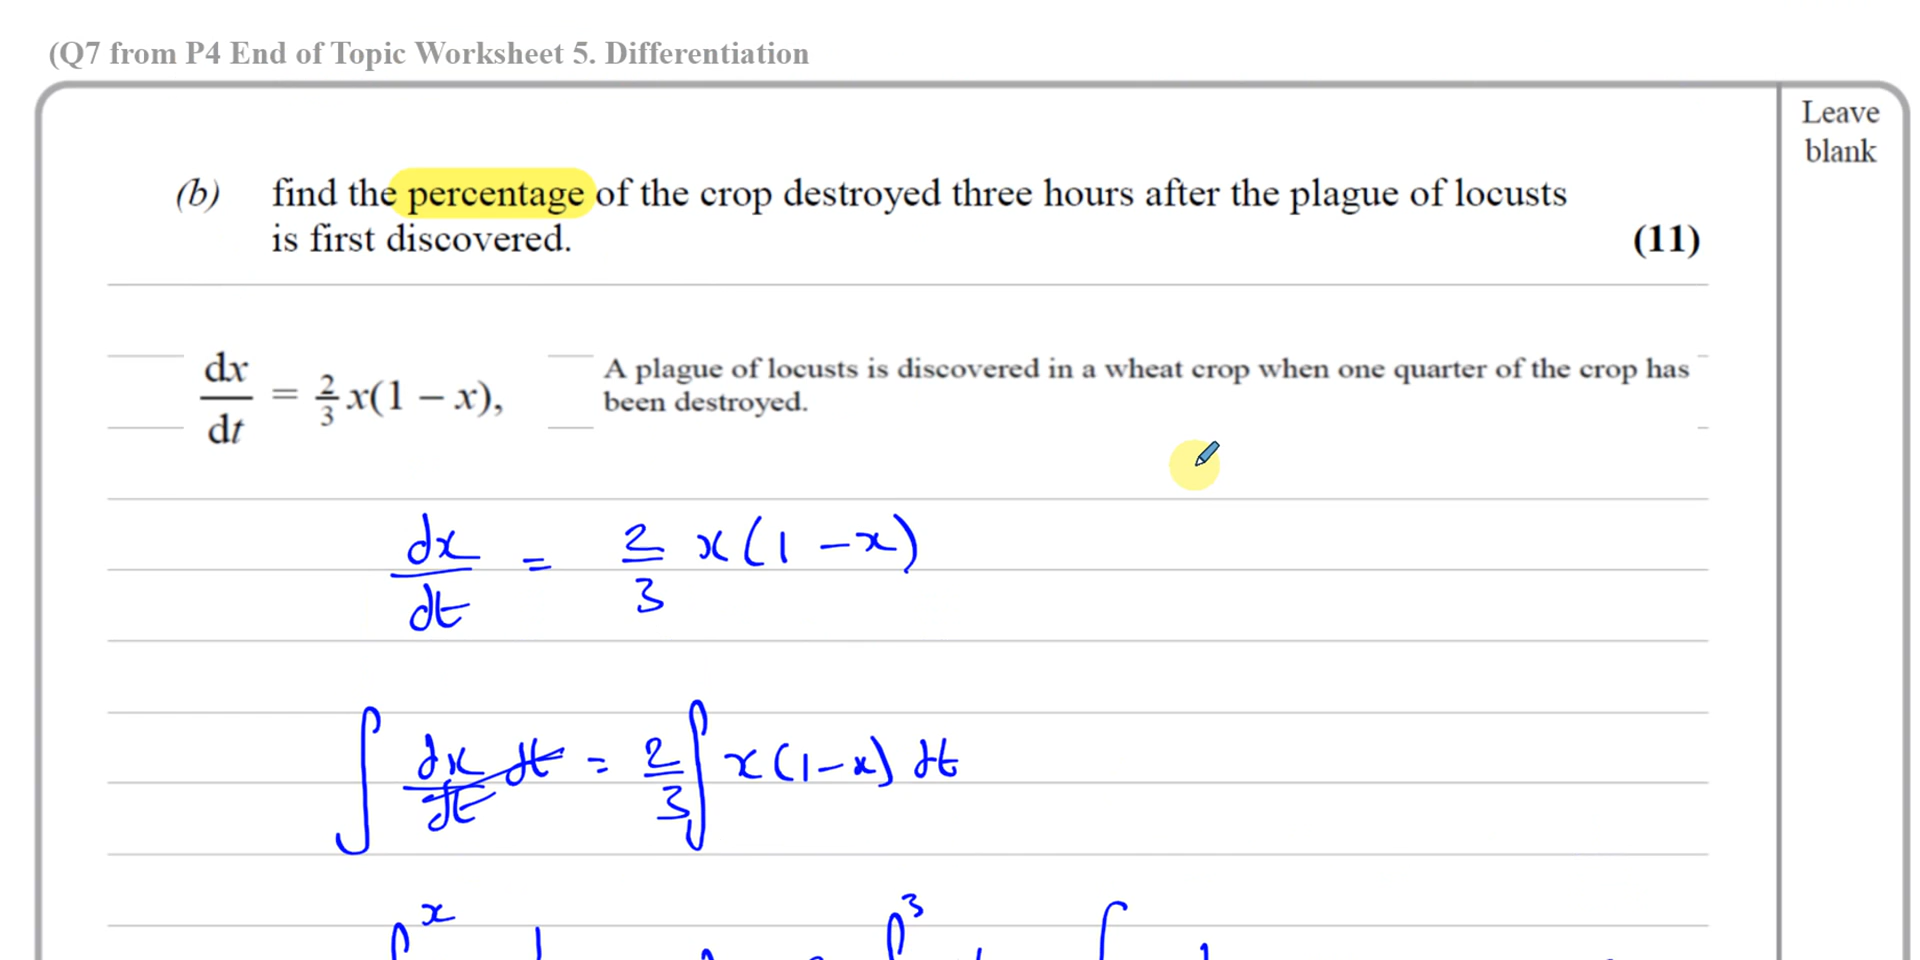 (Q7 from P4 End of Topic Worksheet 5. Differentiation
Leave
blank
(b) find the percentage of the crop destroyed three hours after the plague of locusts
is first discovered.
(11)
dx/dt = 2/3 x(1 – x),
A plague of locusts is discovered in a wheat crop when one quarter of the crop has
been destroyed.
dx/dt = 2/3 x(1 – x)
∫ dx/dt dt = 2/3 ∫ x(1 – x) dt
x 3